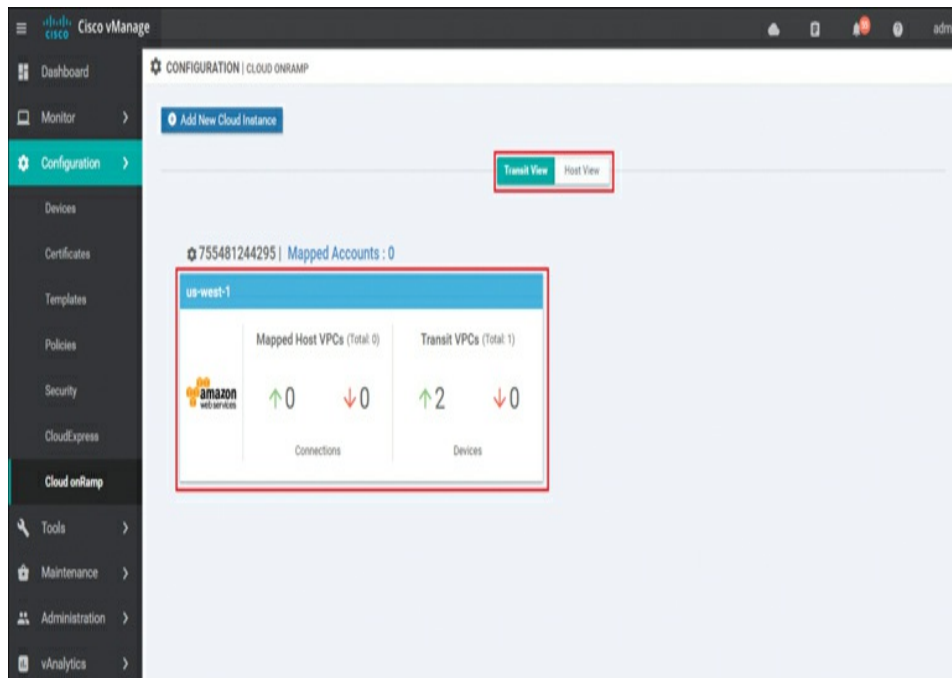 cisco Cisco vManage
adm
Dashboard
CONFIGURATION | CLOUD ONRAMP
Monitor
Add New Cloud Instance
Configuration
Transit View Host View
Devices
Certificates
755481244295 | Mapped Accounts : 0
us-west-1
Templates
Policies
Mapped Host VPCs (Total: 0) Transit VPCs (Total: 1)
Security
amazon
web services
0 0 2 0
CloudExpress
Connections Devices
Cloud onRamp
Tools
Maintenance
Administration
vAnalytics